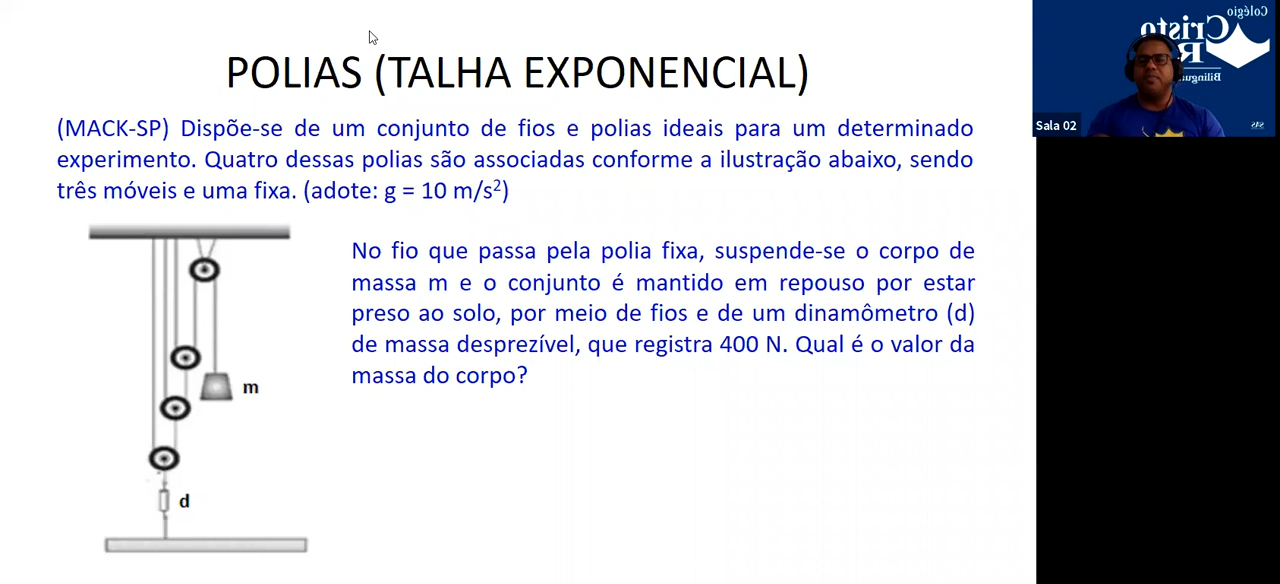 POLIAS (TALHA EXPONENCIAL)
(MACK-SP) Dispõe-se de um conjunto de fios e polias ideais para um determinado
experimento. Quatro dessas polias são associadas conforme a ilustração abaixo, sendo
três móveis e uma fixa. (adote: g = 10 m/s²)
No fio que passa pela polia fixa, suspende-se o corpo de
massa m e o conjunto é mantido em repouso por estar
preso ao solo, por meio de fios e de um dinamômetro (d)
de massa desprezível, que registra 400 N. Qual é o valor da
massa do corpo?
m
d
Colégio
Cristo
R
Bilingu
SAS
Sala 02